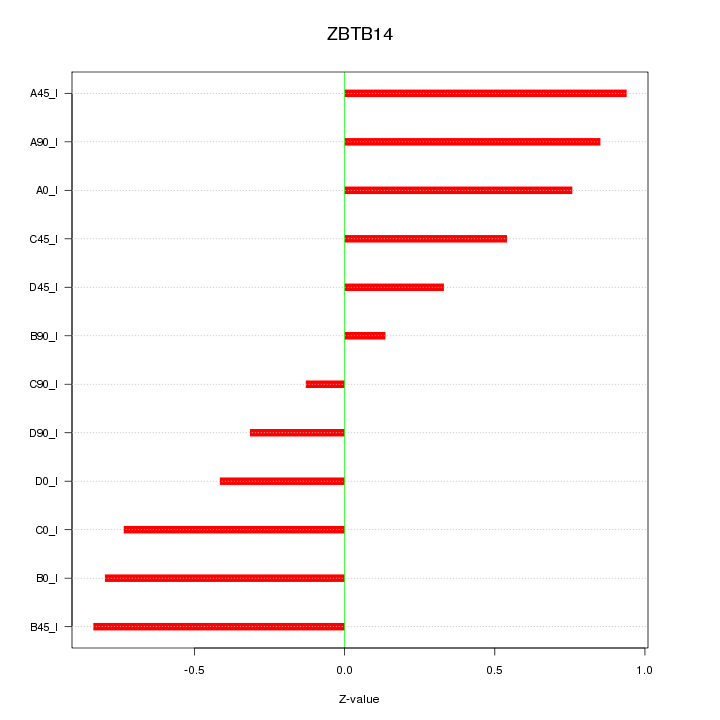 ZBTB14
A45_I
A90_I
A0_I
C45_I
D45_I
B90_I
C90_I
D90_I
D0_I
C0_I
B0_I
B45_I
-0.5 0.0 0.5 1.0
Z-value